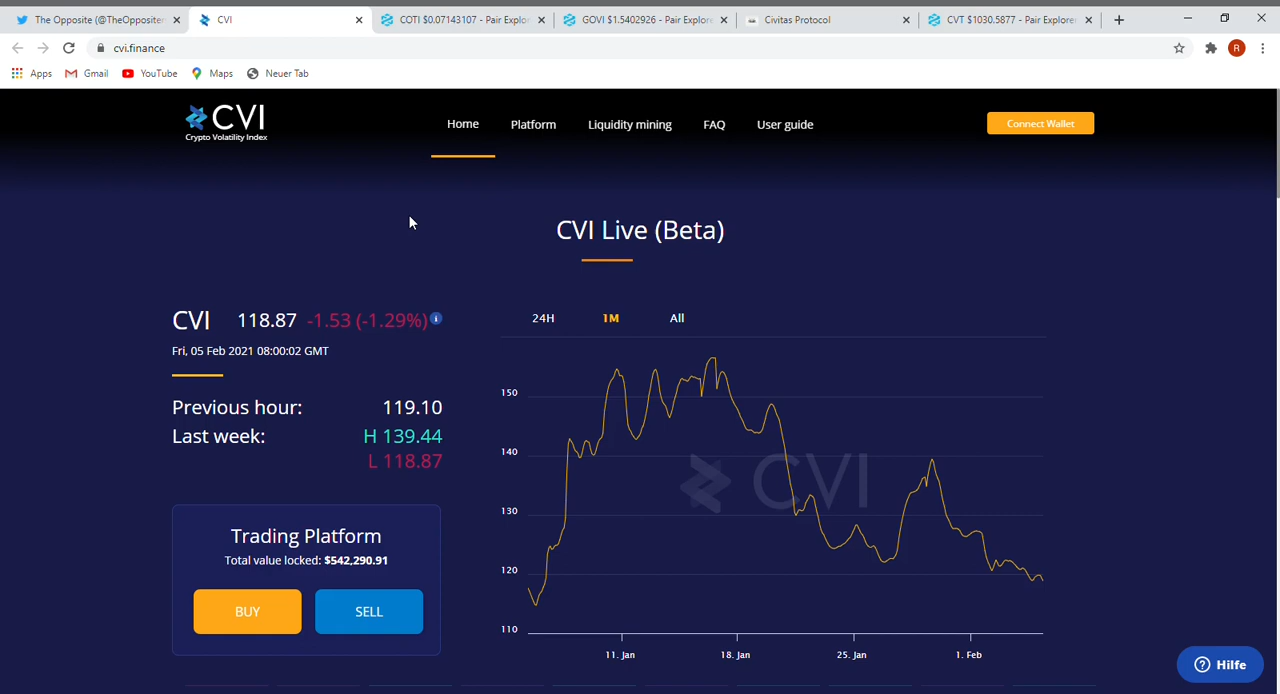 The Opposite (@TheOpposite
CVI
COTI $0.07143107 - Pair Explor
GOVI $1.5402926 - Pair Explorer
Civitas Protocol
CVT $1030.5877 - Pair Explorer
cvi.finance
R
Apps
Gmail
YouTube
Maps
Neuer Tab
CVI
Crypto Volatility Index
Home
Platform
Liquidity mining
FAQ
User guide
Connect Wallet
CVI Live (Beta)
CVI 118.87 -1.53 (-1.29%)
Fri, 05 Feb 2021 08:00:02 GMT
Previous hour: 119.10
Last week: H 139.44
L 118.87
Trading Platform
Total value locked: $542,290.91
BUY
SELL
24H
1M
All
150
140
130
120
110
CVI
11. Jan
18. Jan
25. Jan
1. Feb
Hilfe